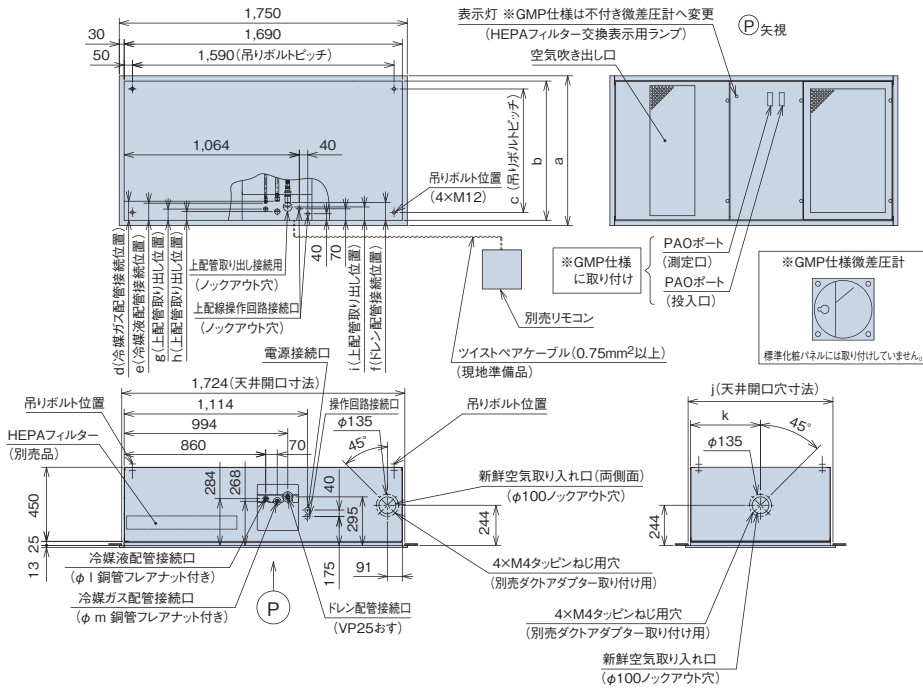 1,750
30
1,690
50
1,590(吊りボルトピッチ)
1,064
40
c(吊りボルトピッチ)
b
a
吊りボルト位置
(4×M12)
40
70
d(冷媒ガス配管接続位置)
e(冷媒液配管接続位置)
g(上配管取り出し位置)
h(上配管取り出し位置)
上配管取り出し接続用
(ノックアウト穴)
上配線操作回路接続口
(ノックアウト穴)
i(上配管取り出し位置)
f(ドレン配管接続位置)
別売リモコン
ツイストペアケーブル(0.75mm²以上)
(現地準備品)
表示灯 ※GMP仕様は不付き微差圧計へ変更
(HEPAフィルター交換表示用ランプ)
空気吹き出し口
P 矢視
※GMP仕様
に取り付け
PAOポート
(測定口)
PAOポート
(投入口)
※GMP仕様微差圧計
標準化粧パネルには取り付けしていません。
電源接続口
1,724(天井開口寸法)
吊りボルト位置
1,114
操作回路接続口
吊りボルト位置
994
φ135
HEPAフィルター
(別売品)
860
70
45°
284
268
40
新鮮空気取り入れ口(両側面)
(φ100ノックアウト穴)
450
295
244
25
13
175
91
冷媒液配管接続口
(φ l 銅管フレアナット付き)
冷媒ガス配管接続口
(φ m 銅管フレアナット付き)
P
ドレン配管接続口
(VP25おす)
4×M4タッピンねじ用穴
(別売ダクトアダプター取り付け用)
j(天井開口穴寸法)
k
45°
φ135
244
4×M4タッピンねじ用穴
(別売ダクトアダプター取り付け用)
新鮮空気取り入れ口
(φ100ノックアウト穴)